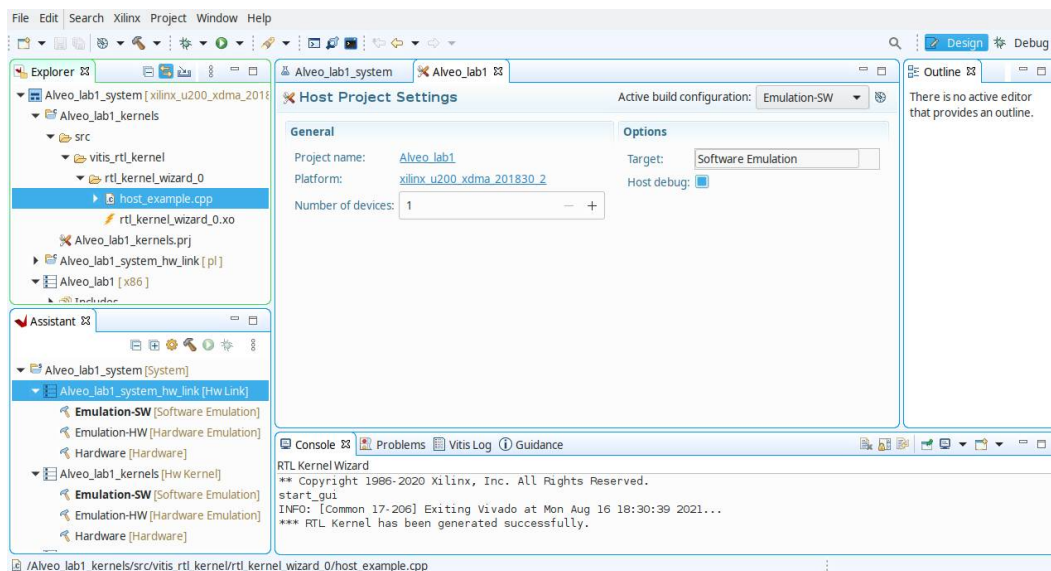 File Edit Search Xilinx Project Window Help
Design Debug
Explorer
Alveo_lab1_system [ xilinx_u200_xdma_2018
Alveo_lab1_kernels
src
vitis_rtl_kernel
rtl_kernel_wizard_0
host_example.cpp
rtl_kernel_wizard_0.xo
Alveo_lab1_kernels.prj
Alveo_lab1_system_hw_link [ pl ]
Alveo_lab1 [ x86 ]
Includes
Assistant
Alveo_lab1_system [System]
Alveo_lab1_system_hw_link [Hw Link]
Emulation-SW [Software Emulation]
Emulation-HW [Hardware Emulation]
Hardware [Hardware]
Alveo_lab1_kernels [Hw Kernel]
Emulation-SW [Software Emulation]
Emulation-HW [Hardware Emulation]
Hardware [Hardware]
Alveo_lab1_system Alveo_lab1
Host Project Settings Active build configuration: Emulation-SW
General
Project name: Alveo_lab1
Platform: xilinx_u200_xdma_201830_2
Number of devices: 1 − +
Options
Target: Software Emulation
Host debug:
Outline
There is no active editor
that provides an outline.
Console Problems Vitis Log Guidance
RTL Kernel Wizard
** Copyright 1986-2020 Xilinx, Inc. All Rights Reserved.
start_gui
INFO: [Common 17-206] Exiting Vivado at Mon Aug 16 18:30:39 2021...
*** RTL Kernel has been generated successfully.
/Alveo_lab1_kernels/src/vitis_rtl_kernel/rtl_kernel_wizard_0/host_example.cpp